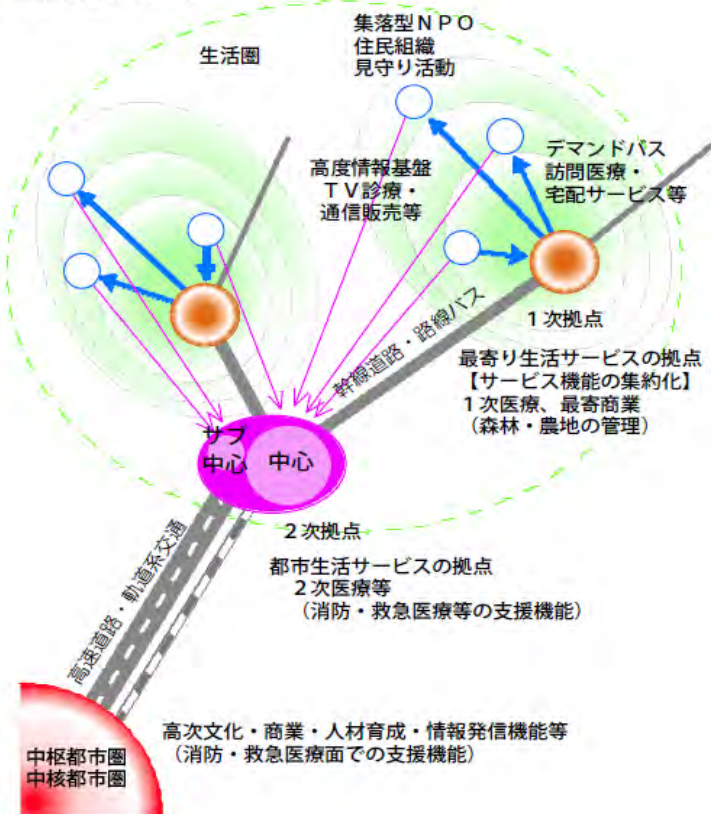 生活圏
集落型ＮＰＯ
住民組織
見守り活動
高度情報基盤
ＴＶ診療・
通信販売等
デマンドバス
訪問医療・
宅配サービス等
幹線道路・路線バス
１次拠点
最寄り生活サービスの拠点
【サービス機能の集約化】
１次医療、最寄商業
（森林・農地の管理）
サブ
中心
中心
２次拠点
都市生活サービスの拠点
２次医療等
（消防・救急医療等の支援機能）
高速道路・軌道系交通
高次文化・商業・人材育成・情報発信機能等
（消防・救急医療面での支援機能）
中枢都市圏
中核都市圏